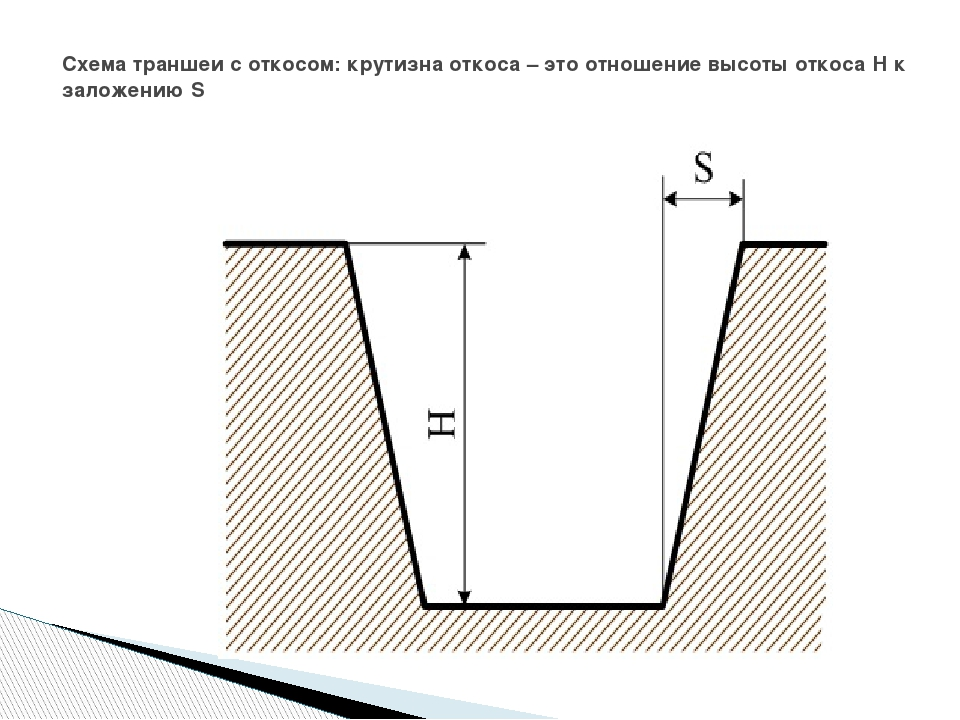 Схема траншеи с откосом: крутизна откоса – это отношение высоты откоса Н к
заложению S
S
H